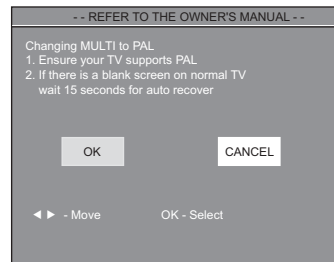 - - REFER TO THE OWNER'S MANUAL - -
Changing MULTI to PAL
1. Ensure your TV supports PAL
2. If there is a blank screen on normal TV
wait 15 seconds for auto recover
OK CANCEL
◀ ▶ - Move OK - Select